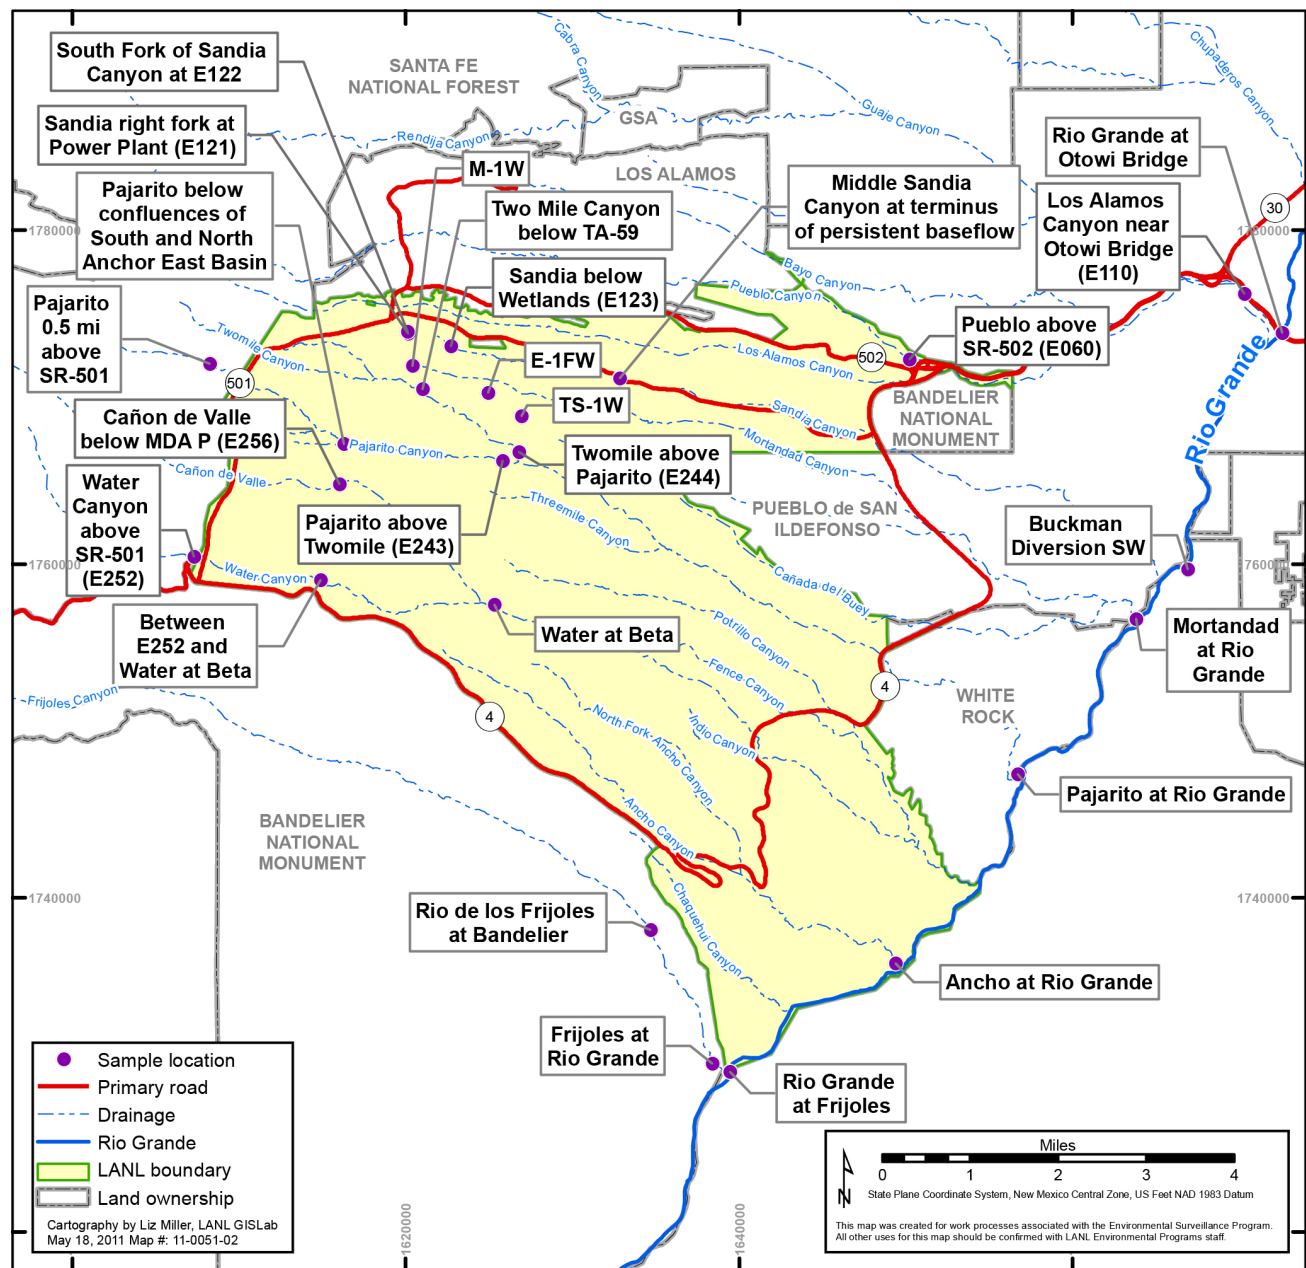 South Fork of Sandia
Canyon at E122
SANTA FE
NATIONAL FOREST
Cabra Canyon
Chupaderos Canyon
Guaje Canyon
GSA
Sandia right fork at
Power Plant (E121)
Rendija Canyon
M-1W
LOS ALAMOS
Rio Grande at
Otowi Bridge
Pajarito below
confluences of
South and North
Anchor East Basin
Two Mile Canyon
below TA-59
Middle Sandia
Canyon at terminus
of persistent baseflow
Los Alamos
Canyon near
Otowi Bridge
(E110)
30
1780000
1780000
Sandia below
Wetlands (E123)
Bayo Canyon
Pueblo Canyon
Pajarito
0.5 mi
above
SR-501
Twomile Canyon
E-1FW
Los Alamos Canyon
502
Pueblo above
SR-502 (E060)
Rio Grande
501
TS-1W
BANDELIER
NATIONAL
MONUMENT
Cañon de Valle
below MDA P (E256)
Sandia Canyon
Mortandad Canyon
Pajarito Canyon
Twomile above
Pajarito (E244)
Cañon de Valle
Water
Canyon
above
SR-501
(E252)
Threemile Canyon
PUEBLO de SAN
ILDEFONSO
Pajarito above
Twomile (E243)
Buckman
Diversion SW
1760000
1760000
Water Canyon
Cañada del Buey
Between
E252 and
Water at Beta
Water at Beta
Potrillo Canyon
Mortandad
at Rio
Grande
Fence Canyon
4
Frijoles Canyon
WHITE
ROCK
4
North Fork Ancho Canyon
Indio Canyon
Pajarito at Rio Grande
Ancho Canyon
BANDELIER
NATIONAL
MONUMENT
1740000
1740000
Chaquehui Canyon
Rio de los Frijoles
at Bandelier
Ancho at Rio Grande
Frijoles at
Rio Grande
Rio Grande
at Frijoles
Sample location
Primary road
Drainage
Rio Grande
LANL boundary
Land ownership
Cartography by Liz Miller, LANL GISLab
May 18, 2011 Map #: 11-0051-02
1620000
1640000
Miles
0 1 2 3 4
N
State Plane Coordinate System, New Mexico Central Zone, US Feet NAD 1983 Datum
This map was created for work processes associated with the Environmental Surveillance Program.
All other uses for this map should be confirmed with LANL Environmental Programs staff.